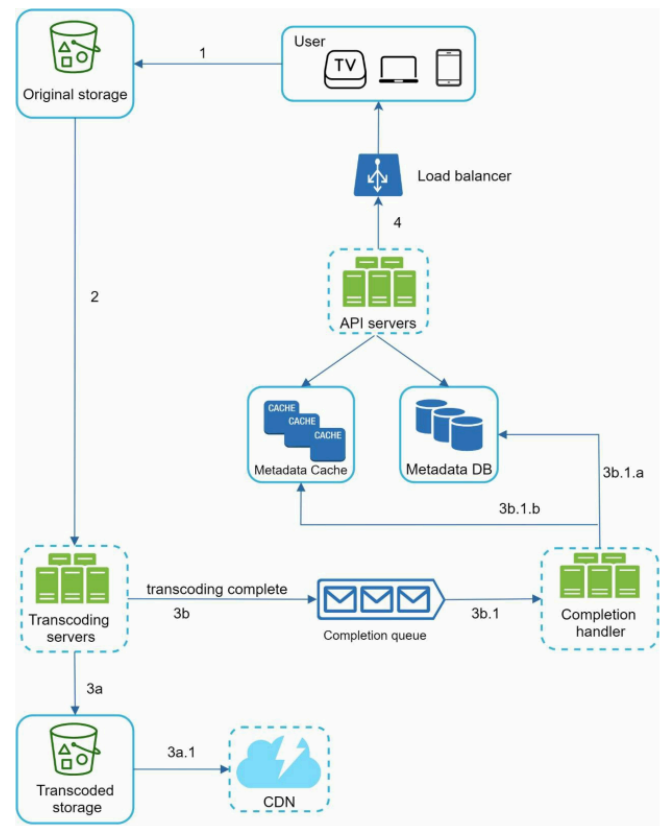 User
TV
1
Original storage
Load balancer
4
2
API servers
CACHE
CACHE
CACHE
Metadata Cache
Metadata DB
3b.1.a
3b.1.b
transcoding complete
3b
3b.1
Transcoding
servers
Completion queue
Completion
handler
3a
3a.1
Transcoded
storage
CDN